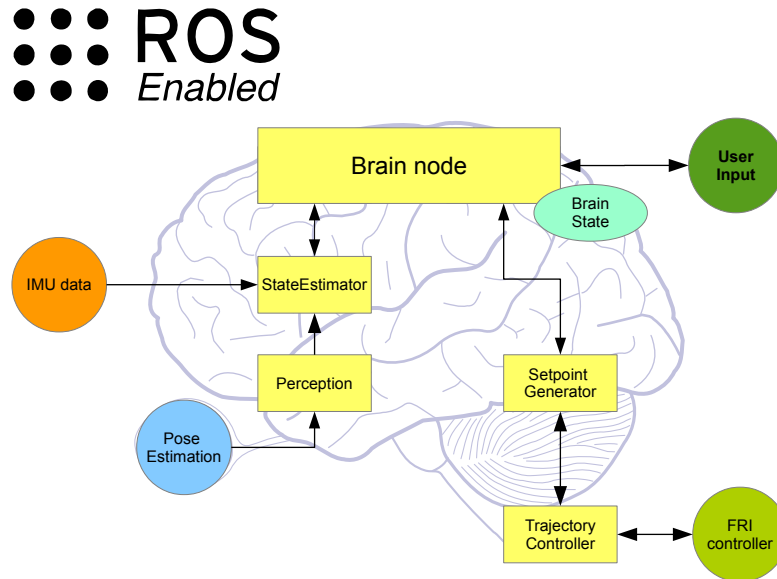 ROS
Enabled
Brain node
User
Input
Brain
State
IMU data
StateEstimator
Perception
Setpoint
Generator
Pose
Estimation
Trajectory
Controller
FRI
controller